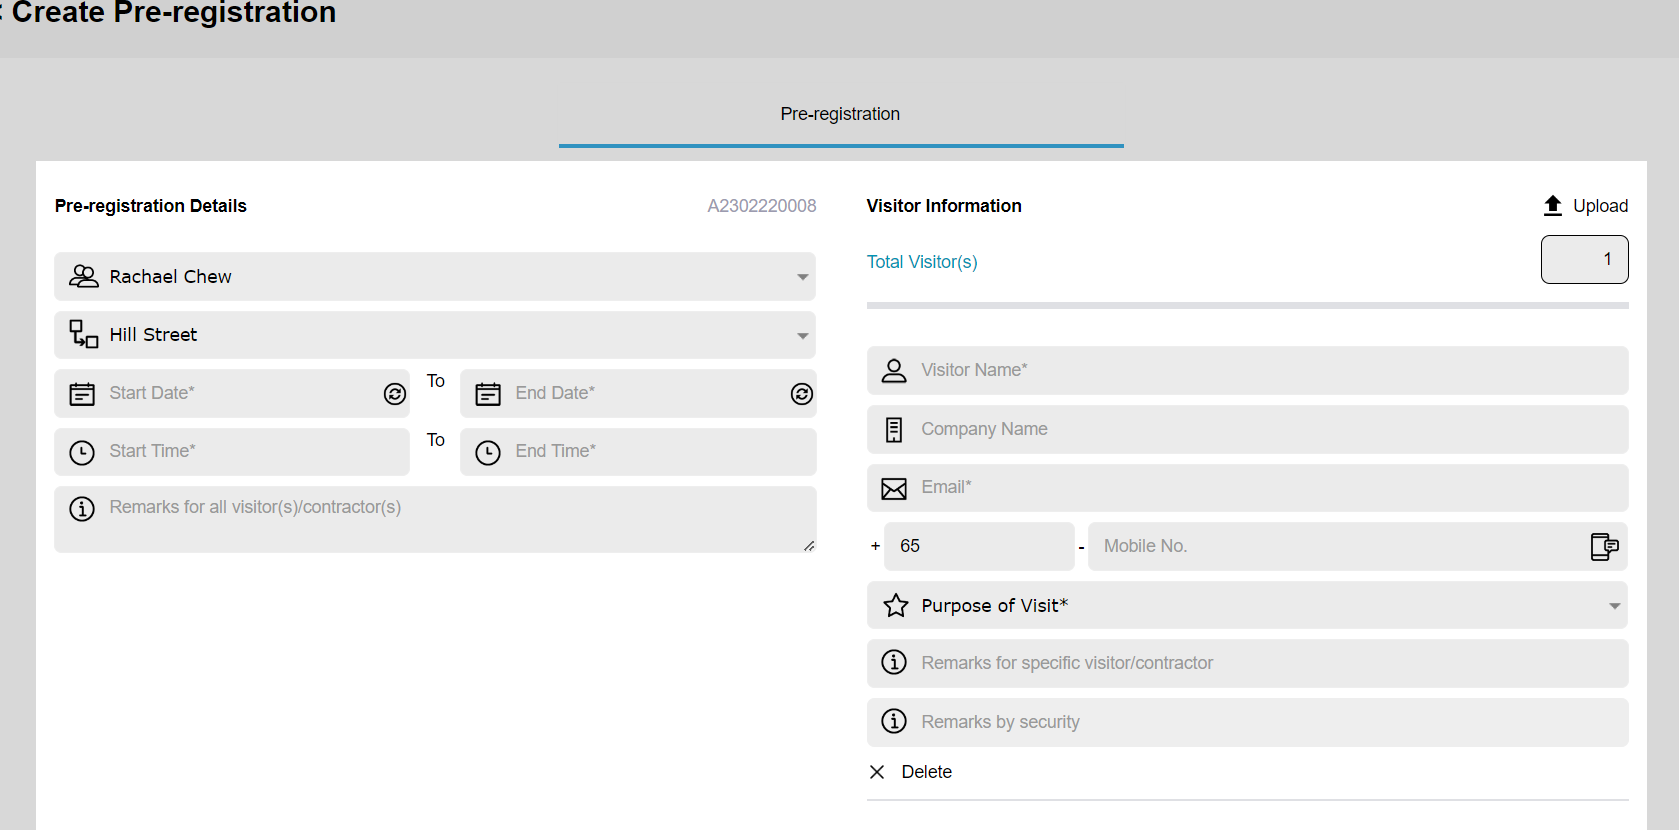 Create Pre-registration
Pre-registration
Pre-registration Details
A2302220008
Rachael Chew
Hill Street
Start Date*
To
End Date*
Start Time*
To
End Time*
Remarks for all visitor(s)/contractor(s)
Visitor Information
Upload
Total Visitor(s)
1
Visitor Name*
Company Name
Email*
+ 65 - Mobile No.
Purpose of Visit*
Remarks for specific visitor/contractor
Remarks by security
Delete